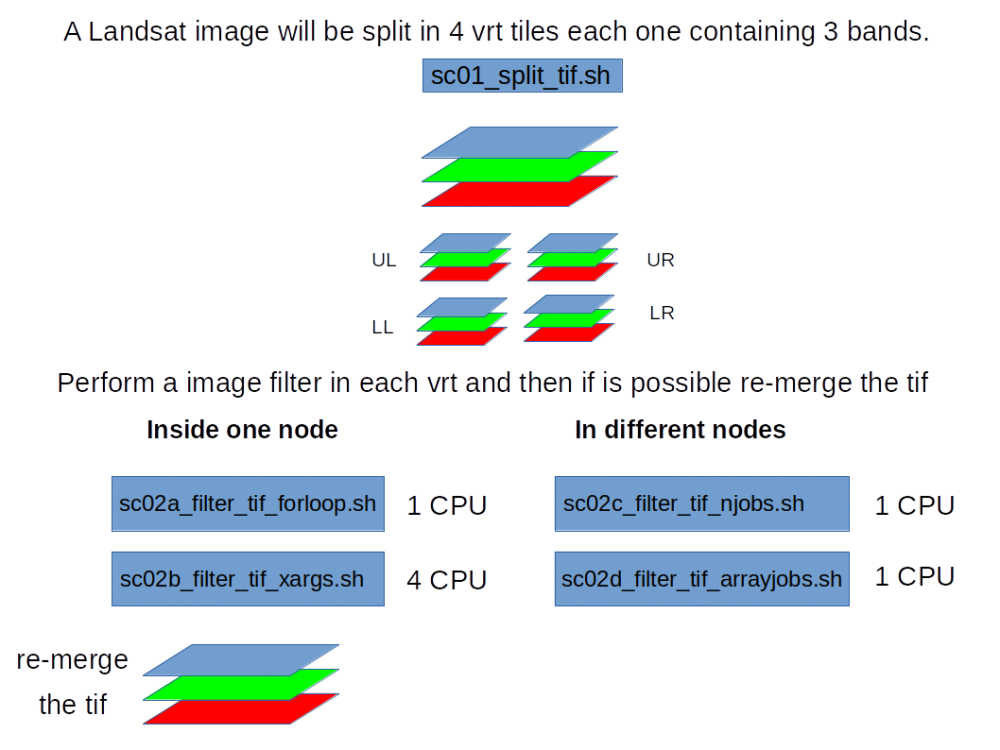 A Landsat image will be split in 4 vrt tiles each one containing 3 bands.
sc01_split_tif.sh
UL
UR
LL
LR
Perform a image filter in each vrt and then if is possible re-merge the tif
Inside one node
In different nodes
sc02a_filter_tif_forloop.sh
1 CPU
sc02c_filter_tif_njobs.sh
1 CPU
sc02b_filter_tif_xargs.sh
4 CPU
sc02d_filter_tif_arrayjobs.sh
1 CPU
re-merge
the tif